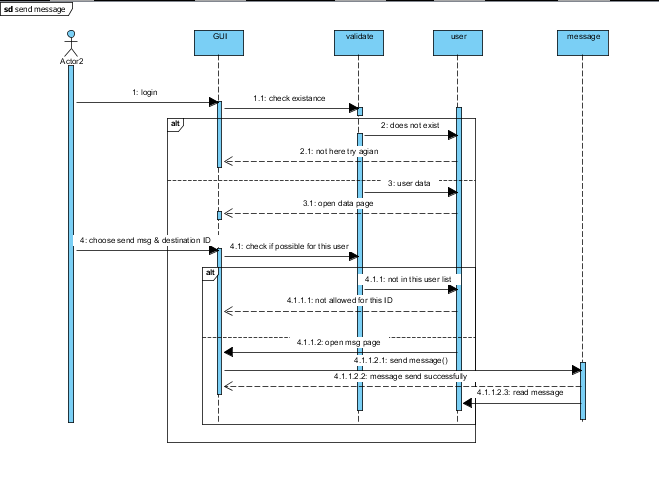 sd send message
GUI
validate
user
message
Actor2
1: login
1.1: check existance
alt
2: does not exist
2.1: not here try agian
3: user data
3.1: open data page
4: choose send msg & destination ID
4.1: check if possible for this user
alt
4.1.1: not in this user list
4.1.1.1: not allowed for this ID
4.1.1.2: open msg page
4.1.1.2.1: send message()
4.1.1.2.2: message send successfully
4.1.1.2.3: read message